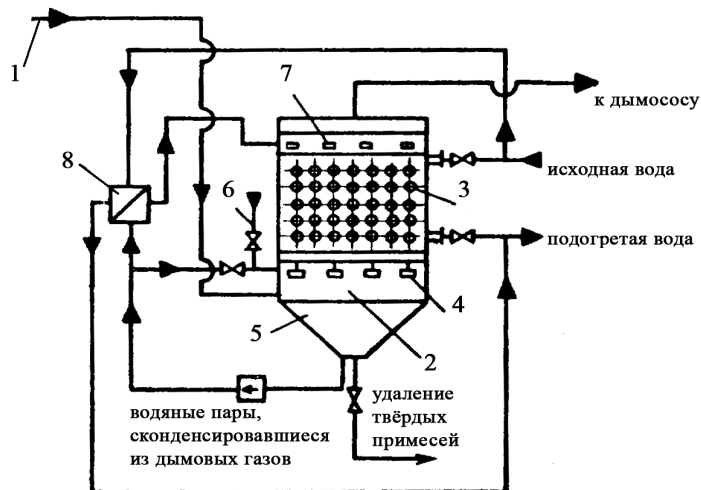 1
7
к дымососу
8
6
3
исходная вода
подогретая вода
4
5
2
водяные пары,
сконденсировавшиеся
из дымовых газов
удаление
твёрдых
примесей